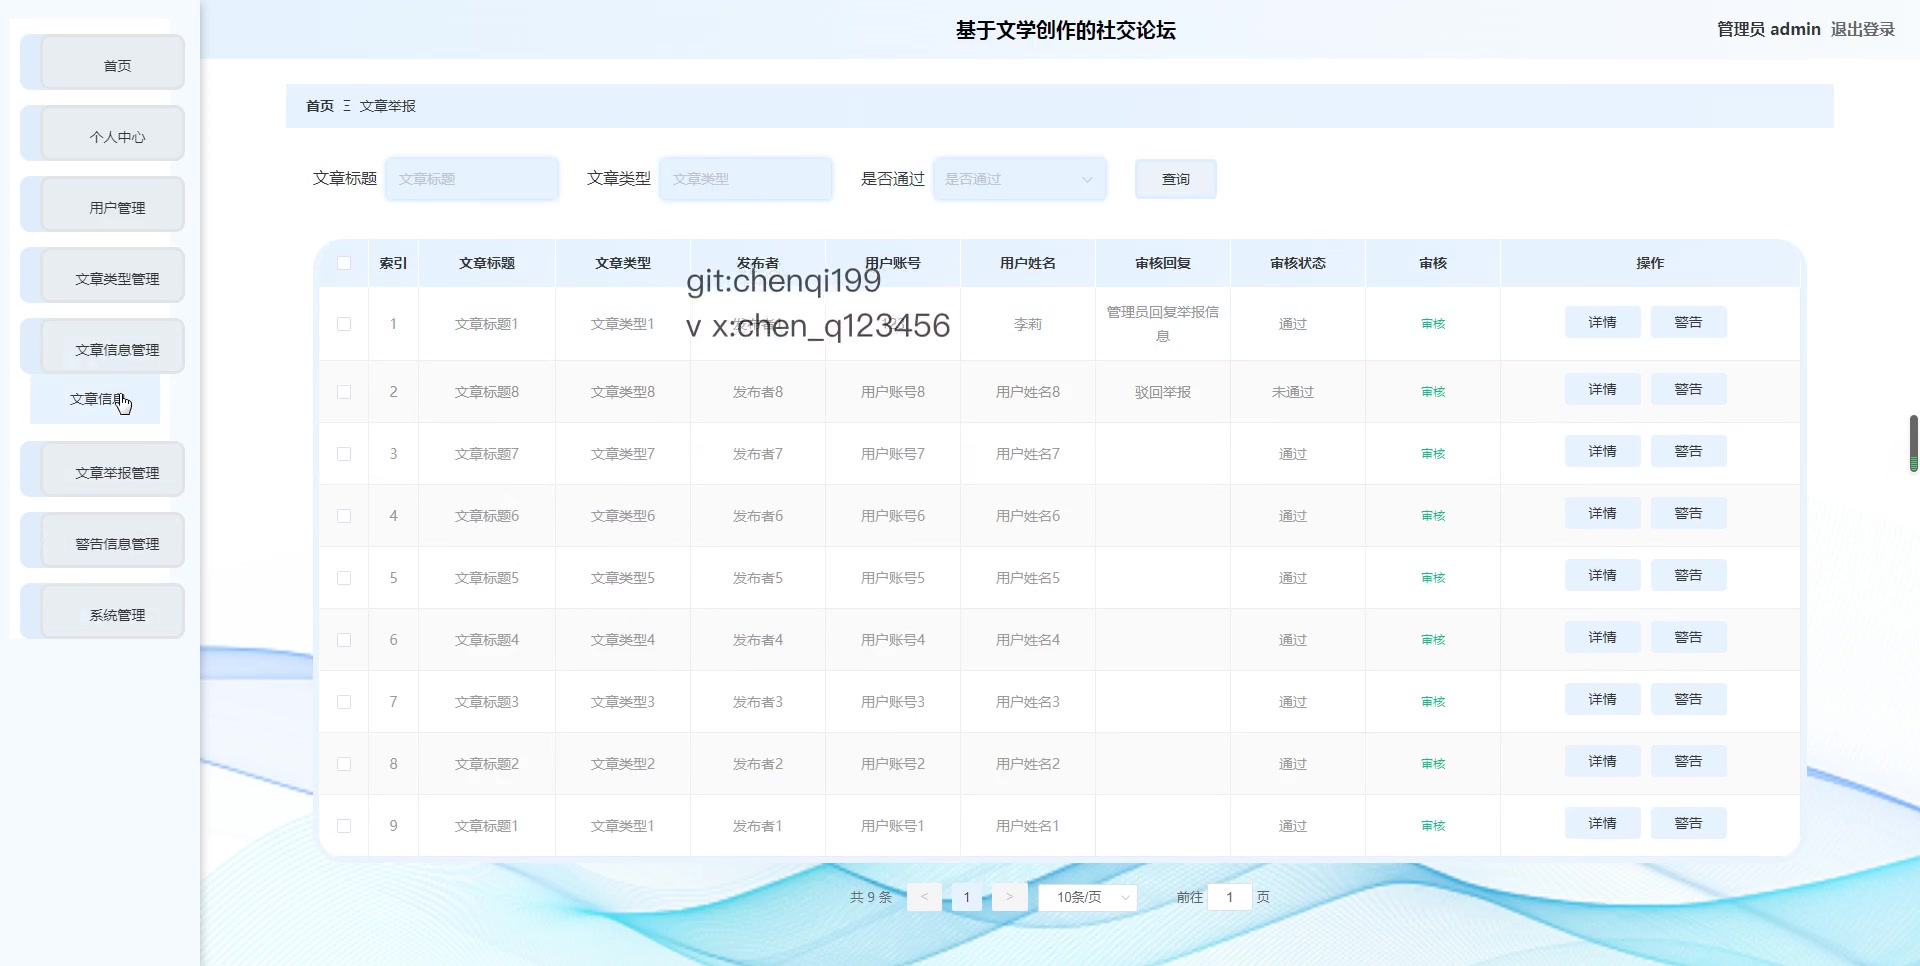 基于文学创作的社交论坛
管理员 admin 退出登录
首页
个人中心
用户管理
文章类型管理
文章信息管理
文章信息
文章举报管理
警告信息管理
系统管理
首页 Ξ 文章举报
文章标题 文章标题 文章类型 文章类型 是否通过 是否通过 查询
索引 文章标题 文章类型 发布者 用户账号 用户姓名 审核回复 审核状态 审核 操作
git:chenqi199
v x:chen_q123456
1 文章标题1 文章类型1 李莉 管理员回复举报信息 通过 审核 详情 警告
2 文章标题8 文章类型8 发布者8 用户账号8 用户姓名8 驳回举报 未通过 审核 详情 警告
3 文章标题7 文章类型7 发布者7 用户账号7 用户姓名7 通过 审核 详情 警告
4 文章标题6 文章类型6 发布者6 用户账号6 用户姓名6 通过 审核 详情 警告
5 文章标题5 文章类型5 发布者5 用户账号5 用户姓名5 通过 审核 详情 警告
6 文章标题4 文章类型4 发布者4 用户账号4 用户姓名4 通过 审核 详情 警告
7 文章标题3 文章类型3 发布者3 用户账号3 用户姓名3 通过 审核 详情 警告
8 文章标题2 文章类型2 发布者2 用户账号2 用户姓名2 通过 审核 详情 警告
9 文章标题1 文章类型1 发布者1 用户账号1 用户姓名1 通过 审核 详情 警告
共 9 条 < 1 > 10条/页 前往 1 页